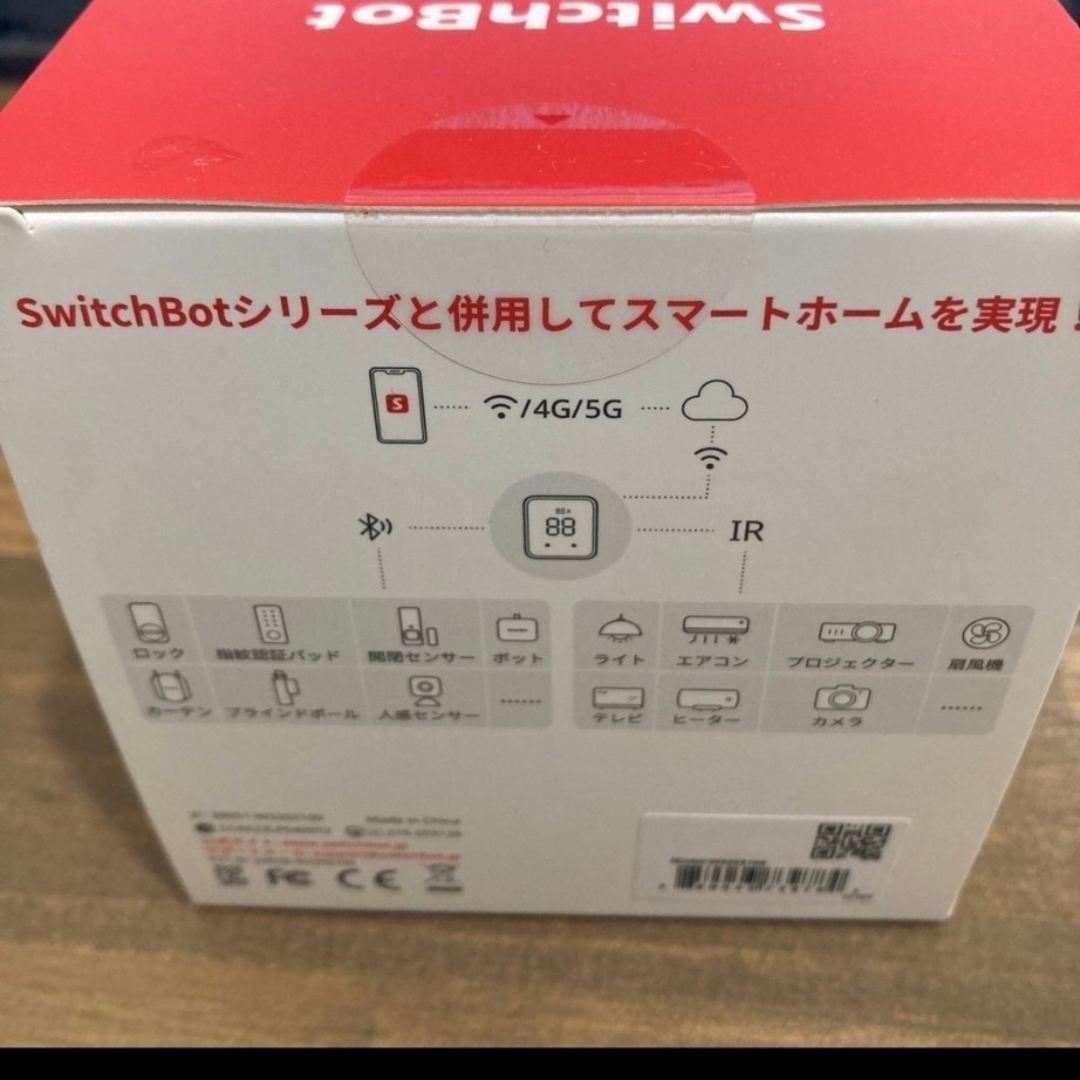 SwitchBot
SwitchBotシリーズと併用してスマートホームを実現！
S
/4G/5G
88
IR
ロック 指紋認証パッド 開閉センサー ボット
カーテン ブラインドポール 人感センサー ......
ライト エアコン プロジェクター 扇風機
テレビ ヒーター カメラ ......
Made in China
FC CE